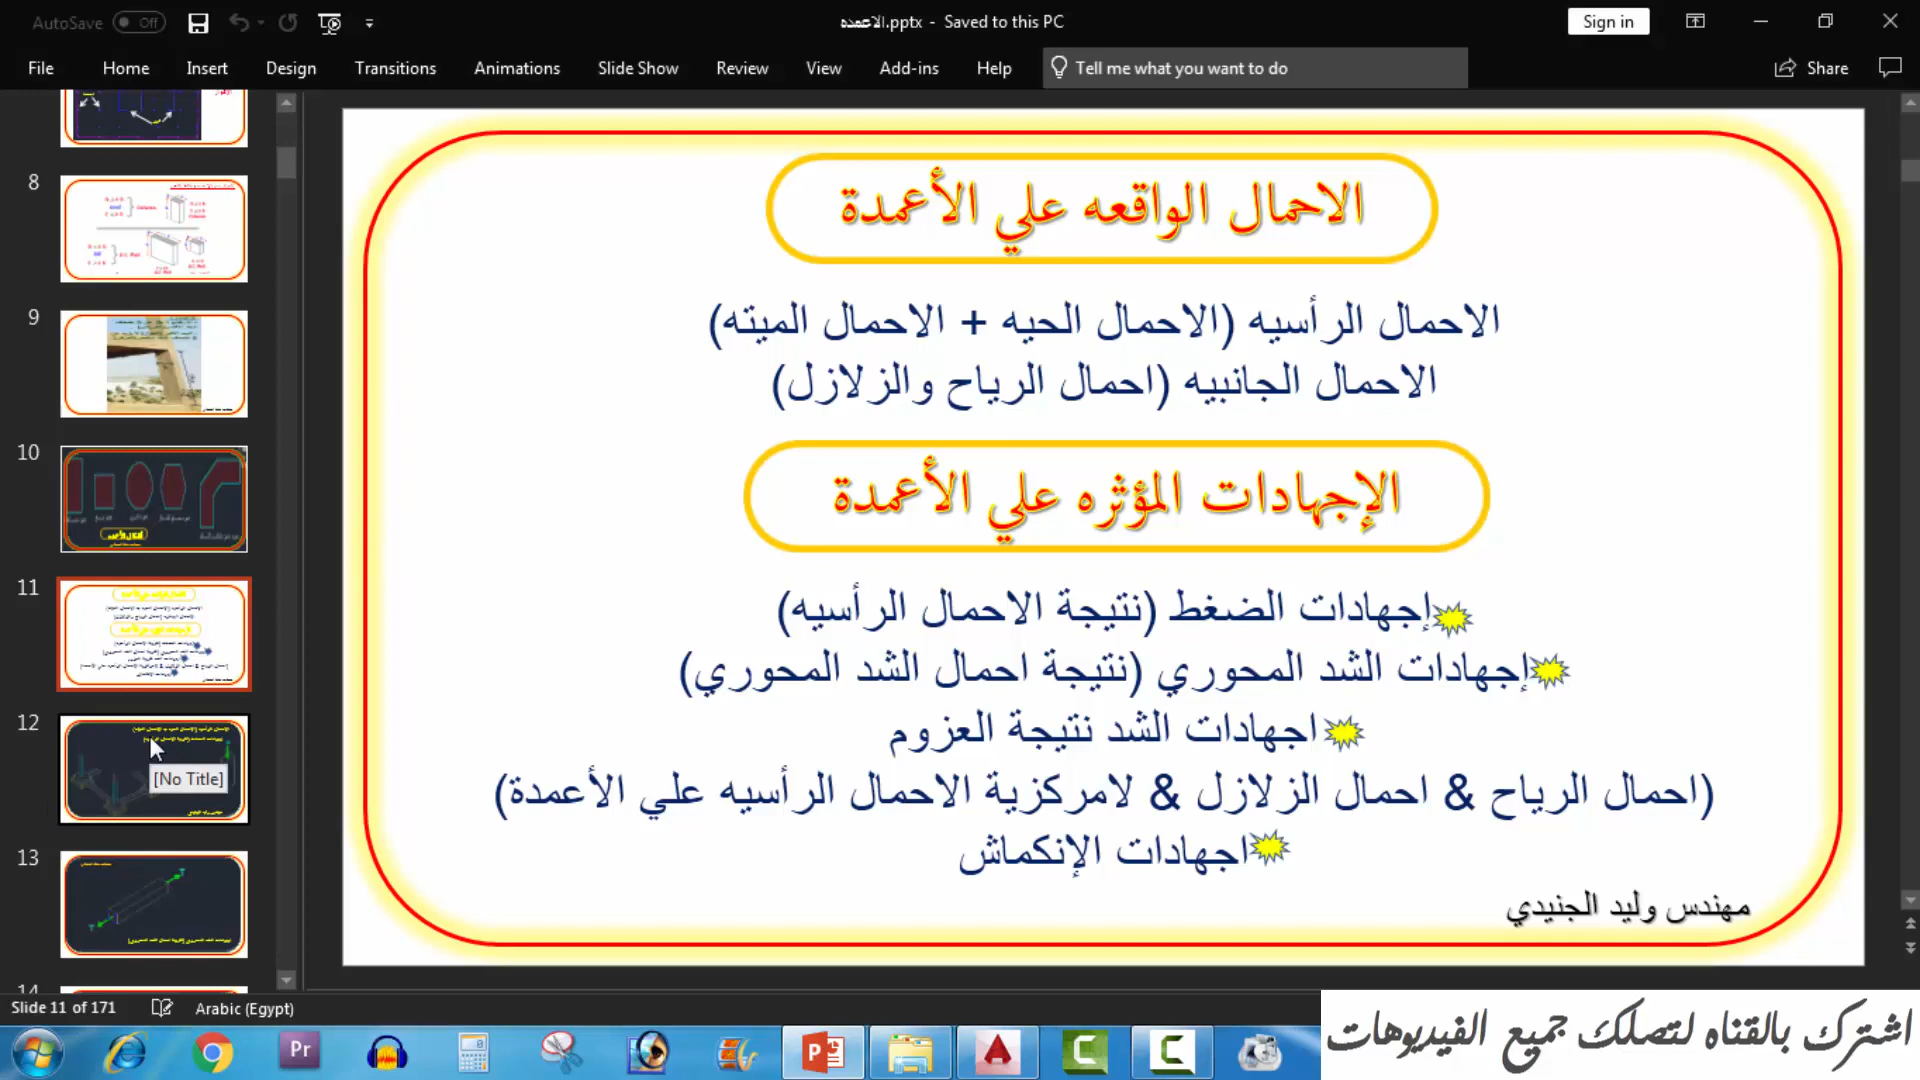 AutoSave Off
الاعمده.pptx - Saved to this PC
Sign in
File Home Insert Design Transitions Animations Slide Show Review View Add-ins Help Tell me what you want to do Share
الاحمال الواقعه علي الأعمدة
الاحمال الرأسيه (الاحمال الحيه + الاحمال الميته)
الاحمال الجانبيه (احمال الرياح والزلازل)
الإجهادات المؤثره علي الأعمدة
إجهادات الضغط (نتيجة الاحمال الرأسيه)
إجهادات الشد المحوري (نتيجة احمال الشد المحوري)
اجهادات الشد نتيجة العزوم
(احمال الرياح & احمال الزلازل & لامركزية الاحمال الرأسيه علي الأعمدة)
اجهادات الإنكماش
مهندس وليد الجنيدي
8
9
10
11
12
[No Title]
13
14
Slide 11 of 171
Arabic (Egypt)
اشترك بالقناه لتصلك جميع الفيديوهات
Pr